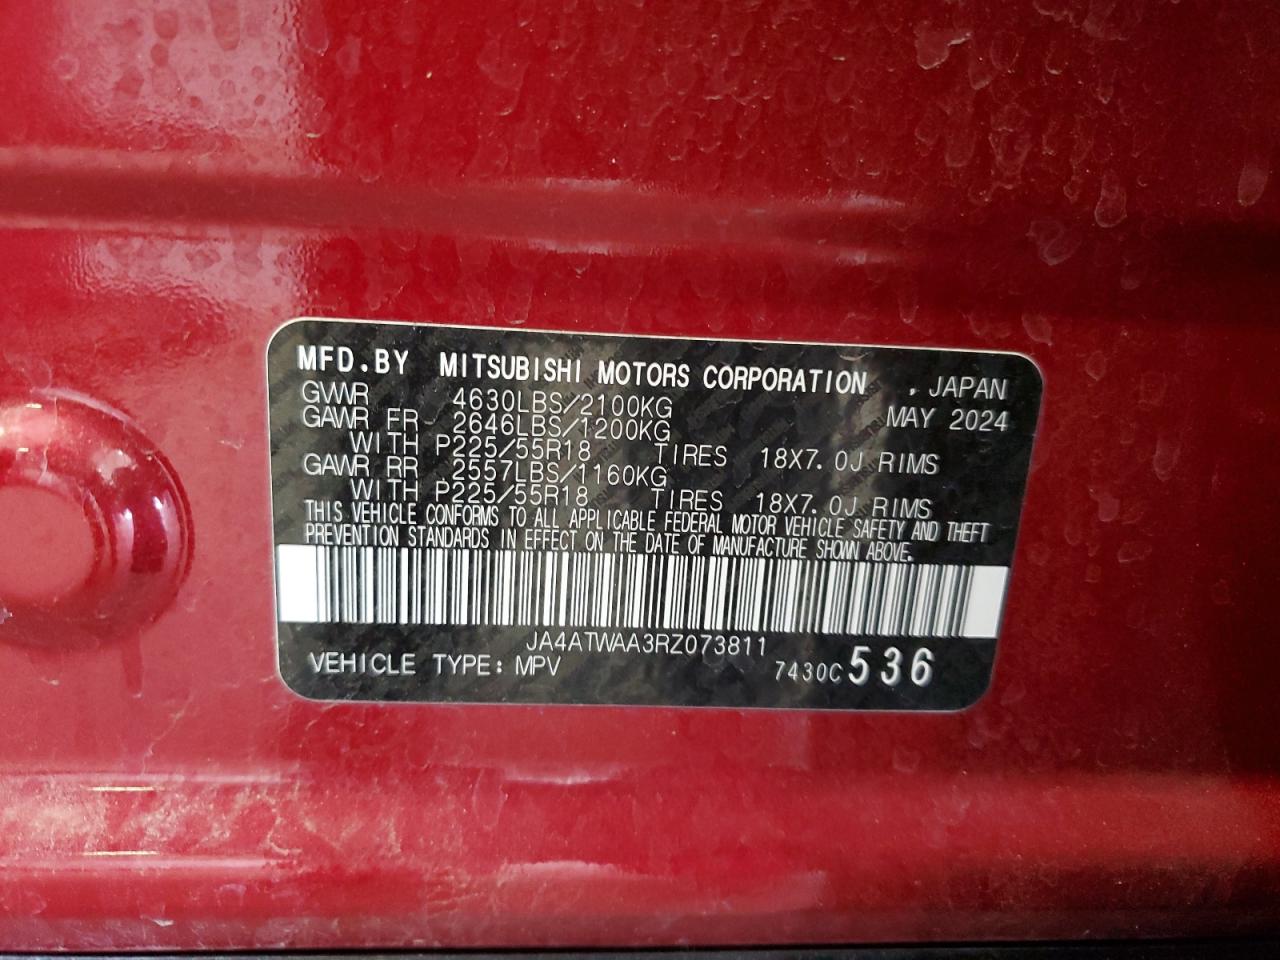 MFD.BY MITSUBISHI MOTORS CORPORATION , JAPAN
GVWR 4630LBS/2100KG MAY 2024
GAWR FR 2646LBS/1200KG
WITH P225/55R18 TIRES 18X7.0J RIMS
GAWR RR 2557LBS/1160KG
WITH P225/55R18 TIRES 18X7.0J RIMS
THIS VEHICLE CONFORMS TO ALL APPLICABLE FEDERAL MOTOR VEHICLE SAFETY AND THEFT
PREVENTION STANDARDS IN EFFECT ON THE DATE OF MANUFACTURE SHOWN ABOVE.
JA4ATWAA3RZ073811
VEHICLE TYPE: MPV 7430C 536